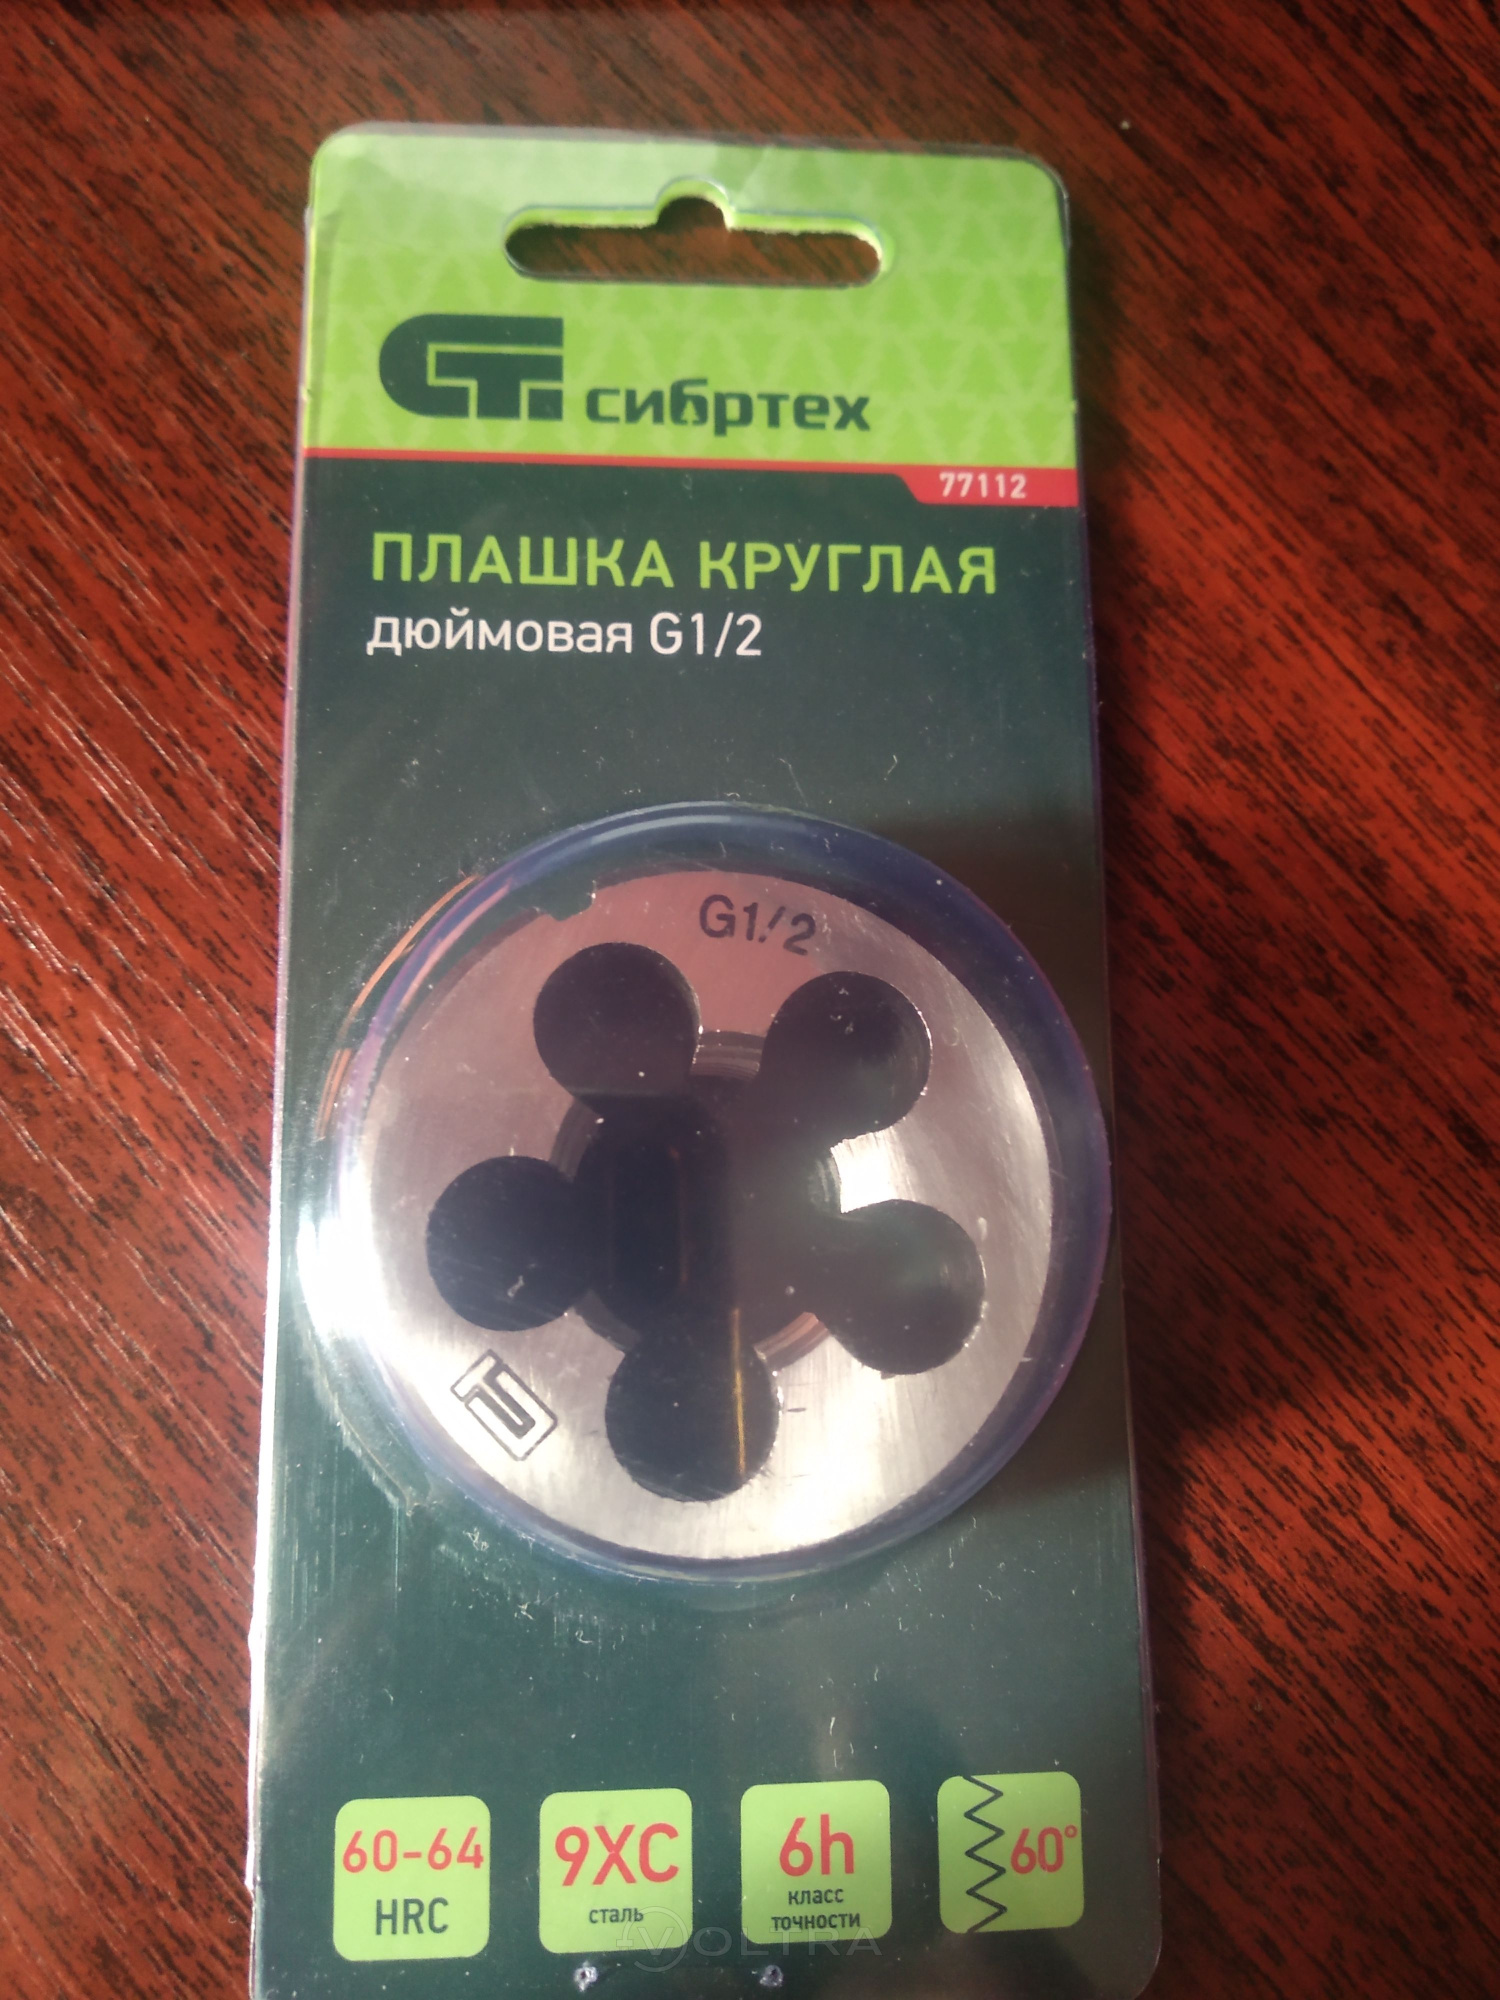 сибртех
77112
ПЛАШКА КРУГЛАЯ
дюймовая G1/2
G1/2
60-64
HRC
9ХС
сталь
6h
класс
точности
60°
VOLTRA